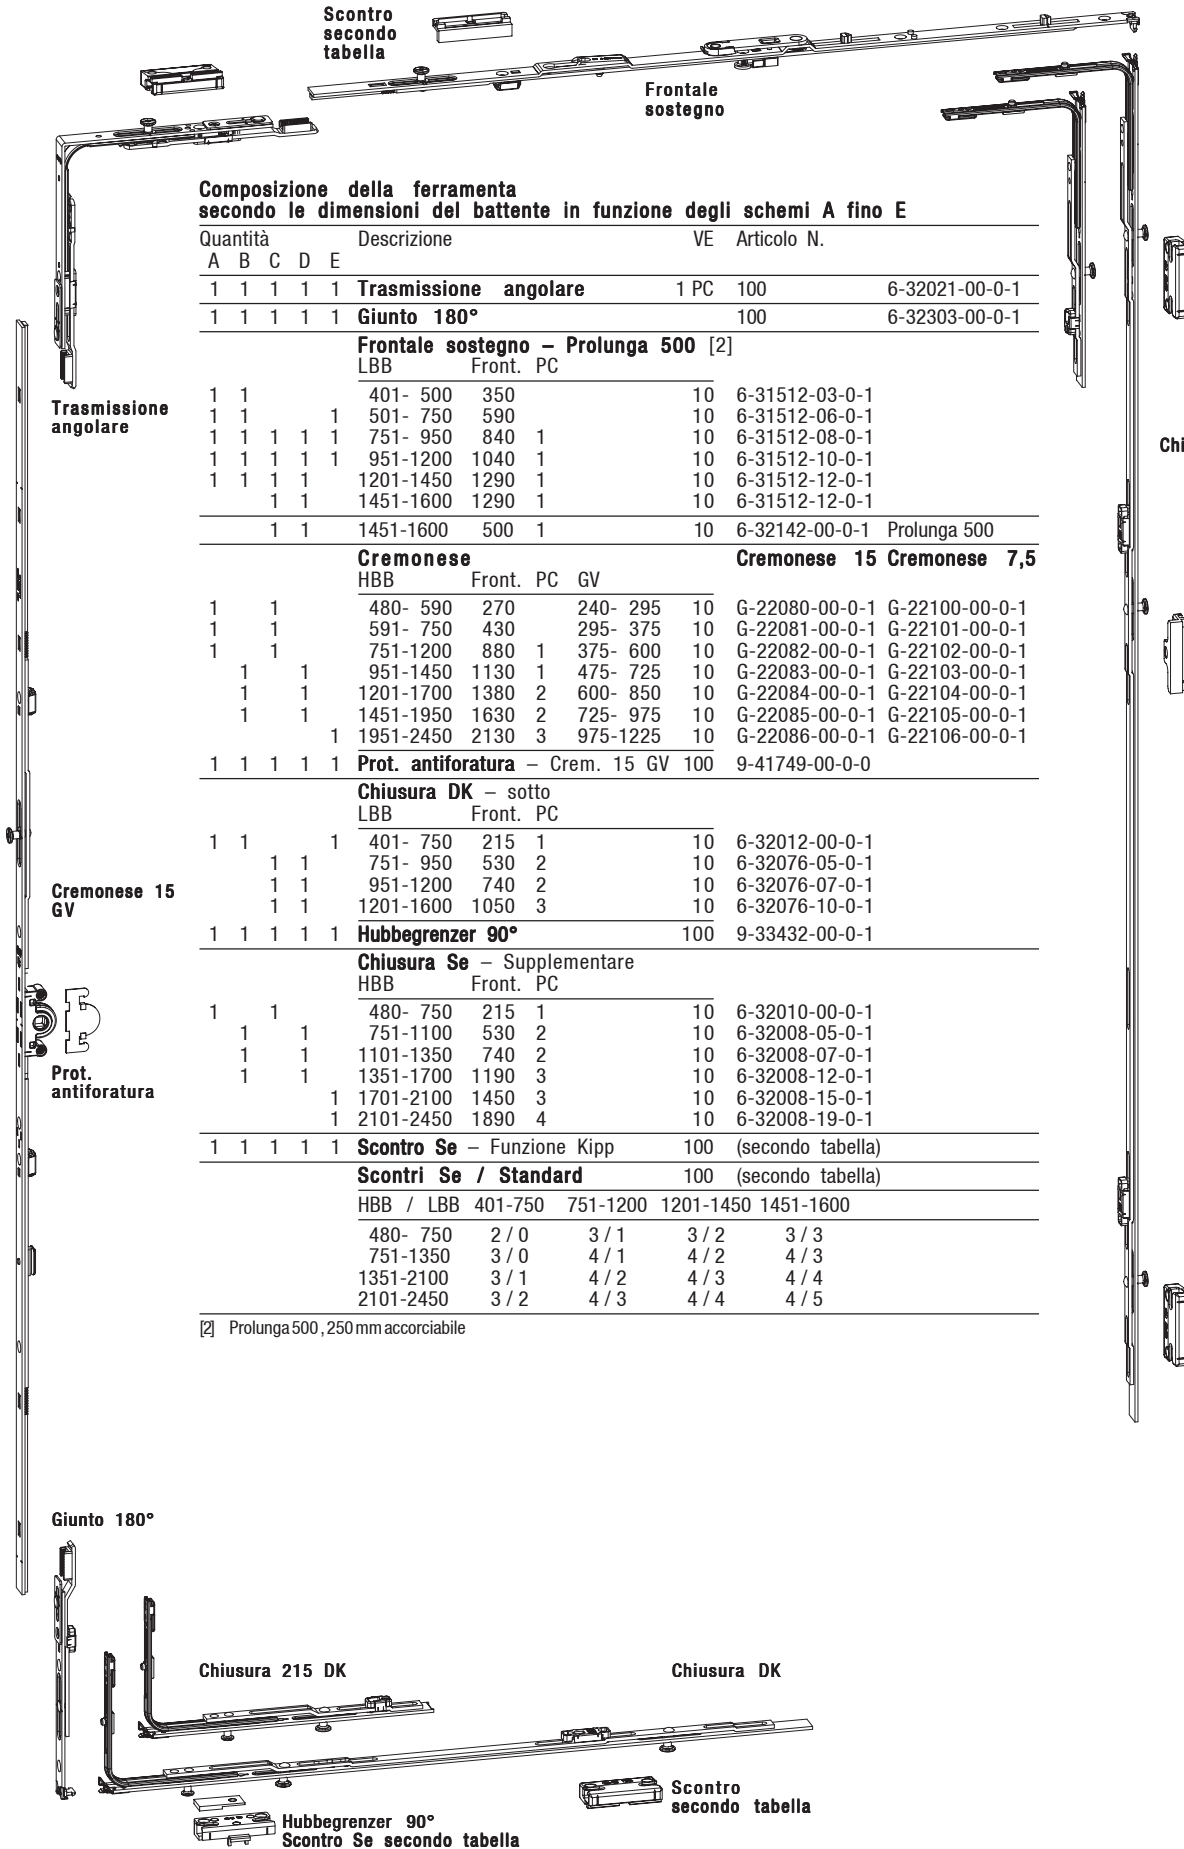 Scontro
secondo
tabella
Frontale
sostegno
Composizione della ferramenta
secondo le dimensioni del battente in funzione degli schemi A fino E
Quantità Descrizione VE Articolo N.
A B C D E
1 1 1 1 1 Trasmissione angolare 1 PC 100 6-32021-00-0-1
1 1 1 1 1 Giunto 180° 100 6-32303-00-0-1
Frontale sostegno – Prolunga 500 [2]
LBB Front. PC
1 1 401- 500 350 10 6-31512-03-0-1
1 1 1 501- 750 590 10 6-31512-06-0-1
1 1 1 1 1 751- 950 840 1 10 6-31512-08-0-1
1 1 1 1 1 951-1200 1040 1 10 6-31512-10-0-1
1 1 1 1 1201-1450 1290 1 10 6-31512-12-0-1
1 1 1451-1600 1290 1 10 6-31512-12-0-1
1 1 1451-1600 500 1 10 6-32142-00-0-1 Prolunga 500
Cremonese Cremonese 15 Cremonese 7,5
HBB Front. PC GV
1 1 480- 590 270 240- 295 10 G-22080-00-0-1 G-22100-00-0-1
1 1 591- 750 430 295- 375 10 G-22081-00-0-1 G-22101-00-0-1
1 1 751-1200 880 1 375- 600 10 G-22082-00-0-1 G-22102-00-0-1
1 1 951-1450 1130 1 475- 725 10 G-22083-00-0-1 G-22103-00-0-1
1 1 1201-1700 1380 2 600- 850 10 G-22084-00-0-1 G-22104-00-0-1
1 1 1451-1950 1630 2 725- 975 10 G-22085-00-0-1 G-22105-00-0-1
1 1951-2450 2130 3 975-1225 10 G-22086-00-0-1 G-22106-00-0-1
1 1 1 1 1 Prot. antiforatura – Crem. 15 GV 100 9-41749-00-0-0
Chiusura DK – sotto
LBB Front. PC
1 1 1 401- 750 215 1 10 6-32012-00-0-1
1 1 751- 950 530 2 10 6-32076-05-0-1
1 1 951-1200 740 2 10 6-32076-07-0-1
1 1 1201-1600 1050 3 10 6-32076-10-0-1
1 1 1 1 1 Hubbegrenzer 90° 100 9-33432-00-0-1
Chiusura Se – Supplementare
HBB Front. PC
1 1 480- 750 215 1 10 6-32010-00-0-1
1 1 751-1100 530 2 10 6-32008-05-0-1
1 1 1101-1350 740 2 10 6-32008-07-0-1
1 1 1351-1700 1190 3 10 6-32008-12-0-1
1 1701-2100 1450 3 10 6-32008-15-0-1
1 2101-2450 1890 4 10 6-32008-19-0-1
1 1 1 1 1 Scontro Se – Funzione Kipp 100 (secondo tabella)
Scontri Se / Standard 100 (secondo tabella)
HBB / LBB 401-750 751-1200 1201-1450 1451-1600
480- 750 2 / 0 3 / 1 3 / 2 3 / 3
751-1350 3 / 0 4 / 1 4 / 2 4 / 3
1351-2100 3 / 1 4 / 2 4 / 3 4 / 4
2101-2450 3 / 2 4 / 3 4 / 4 4 / 5
[2] Prolunga 500 , 250 mm accorciabile
Trasmissione
angolare
Chi
Cremonese 15
GV
Prot.
antiforatura
Giunto 180°
Chiusura 215 DK
Chiusura DK
Scontro
secondo tabella
Hubbegrenzer 90°
Scontro Se secondo tabella